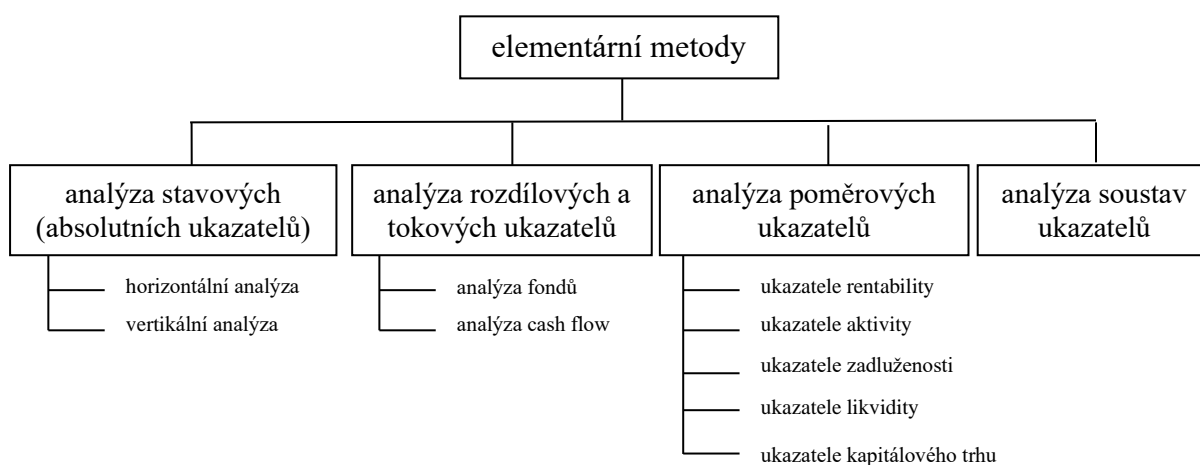 elementární metody
analýza stavových
(absolutních ukazatelů)
analýza rozdílových a
tokových ukazatelů
analýza poměrových
ukazatelů
analýza soustav
ukazatelů
horizontální analýza
vertikální analýza
analýza fondů
analýza cash flow
ukazatele rentability
ukazatele aktivity
ukazatele zadluženosti
ukazatele likvidity
ukazatele kapitálového trhu